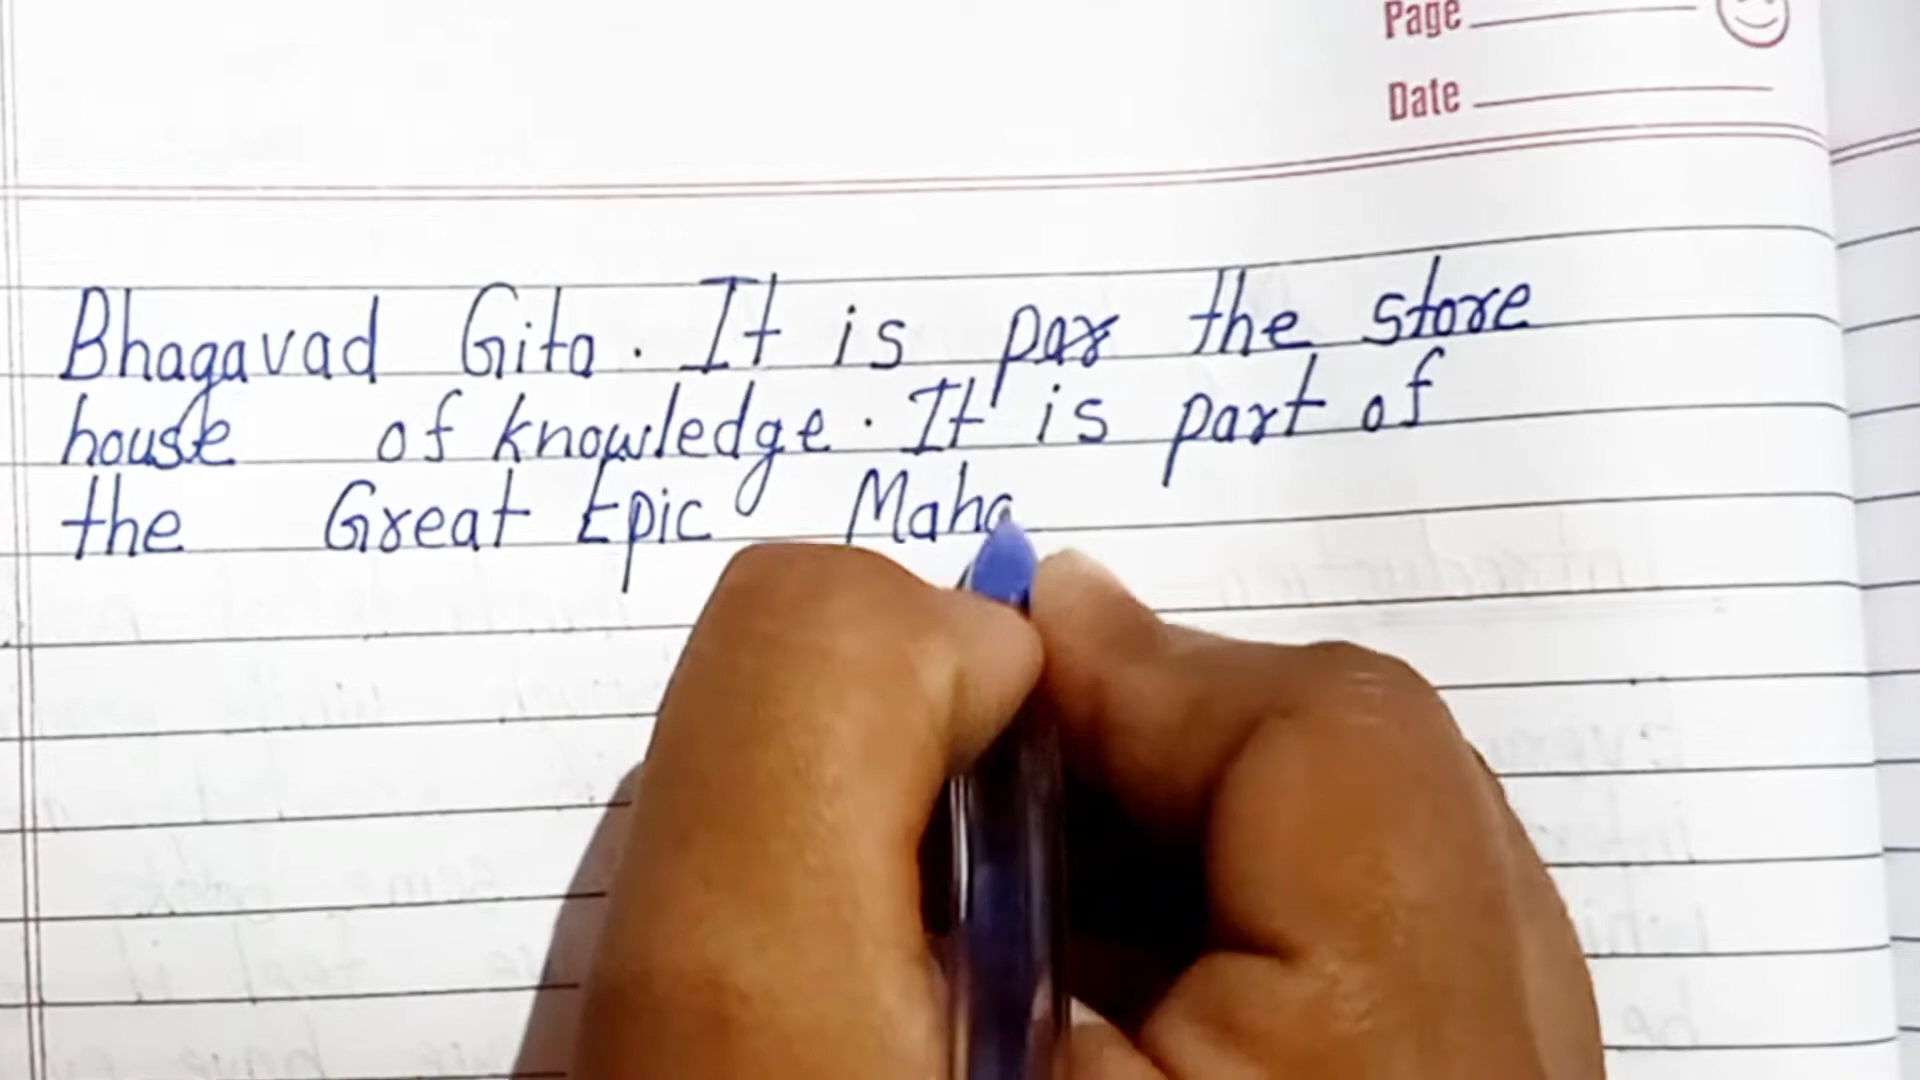 Page
Date
Bhagavad Gita. It is par the store
house of knowledge. It is part of
the Great Epic Maha